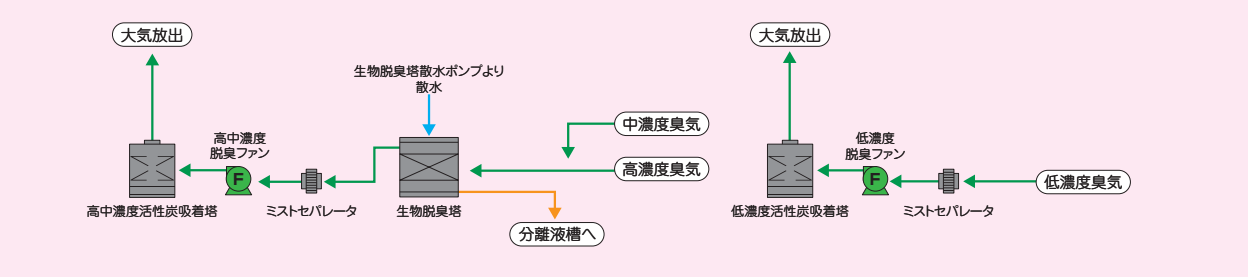 大気放出
生物脱臭塔散水ポンプより
散水
高中濃度
脱臭ファン
F
高中濃度活性炭吸着塔
ミストセパレータ
生物脱臭塔
中濃度臭気
高濃度臭気
分離液槽へ
大気放出
低濃度
脱臭ファン
F
低濃度活性炭吸着塔
ミストセパレータ
低濃度臭気